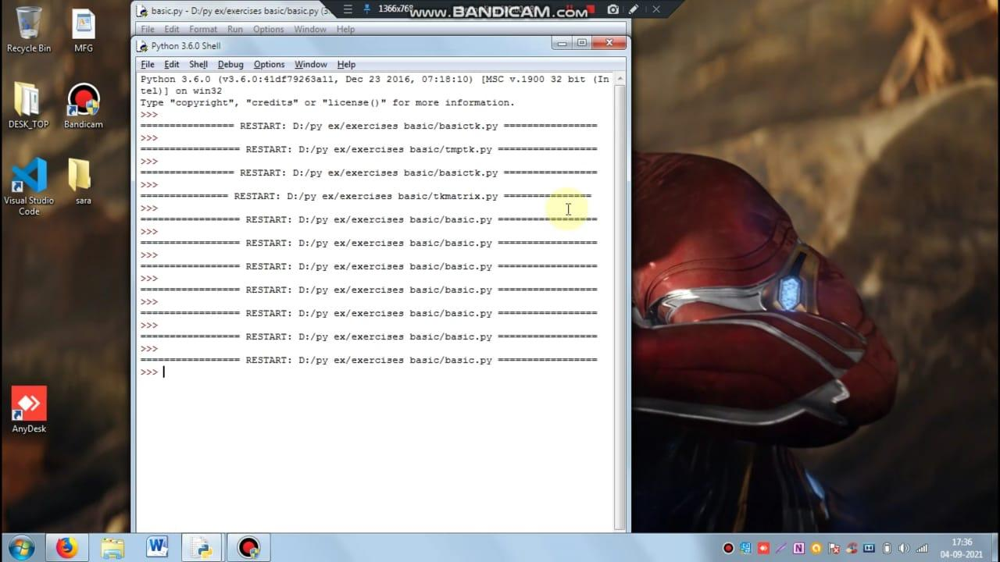 basic.py - D:/py ex/exercises basic/basic.py (3.
1366x768
www.BANDICAM.com
File Edit Format Run Options Window Help
Python 3.6.0 Shell
File Edit Shell Debug Options Window Help
Python 3.6.0 (v3.6.0:41df79263a11, Dec 23 2016, 07:18:10) [MSC v.1900 32 bit (In
tel)] on win32
Type "copyright", "credits" or "license()" for more information.
>>>
================ RESTART: D:/py ex/exercises basic/basictk.py ================
>>>
================= RESTART: D:/py ex/exercises basic/tmptk.py =================
>>>
================ RESTART: D:/py ex/exercises basic/basictk.py ================
>>>
=============== RESTART: D:/py ex/exercises basic/tkmatrix.py ===============
>>>
================= RESTART: D:/py ex/exercises basic/basic.py =================
>>>
================= RESTART: D:/py ex/exercises basic/basic.py =================
>>>
================= RESTART: D:/py ex/exercises basic/basic.py =================
>>>
================= RESTART: D:/py ex/exercises basic/basic.py =================
>>>
================= RESTART: D:/py ex/exercises basic/basic.py =================
>>>
================= RESTART: D:/py ex/exercises basic/basic.py =================
>>>
================= RESTART: D:/py ex/exercises basic/basic.py =================
>>>
Recycle Bin
MFG
DESK_TOP
Bandicam
Visual Studio
Code
sara
AnyDesk
17:36
04-09-2021